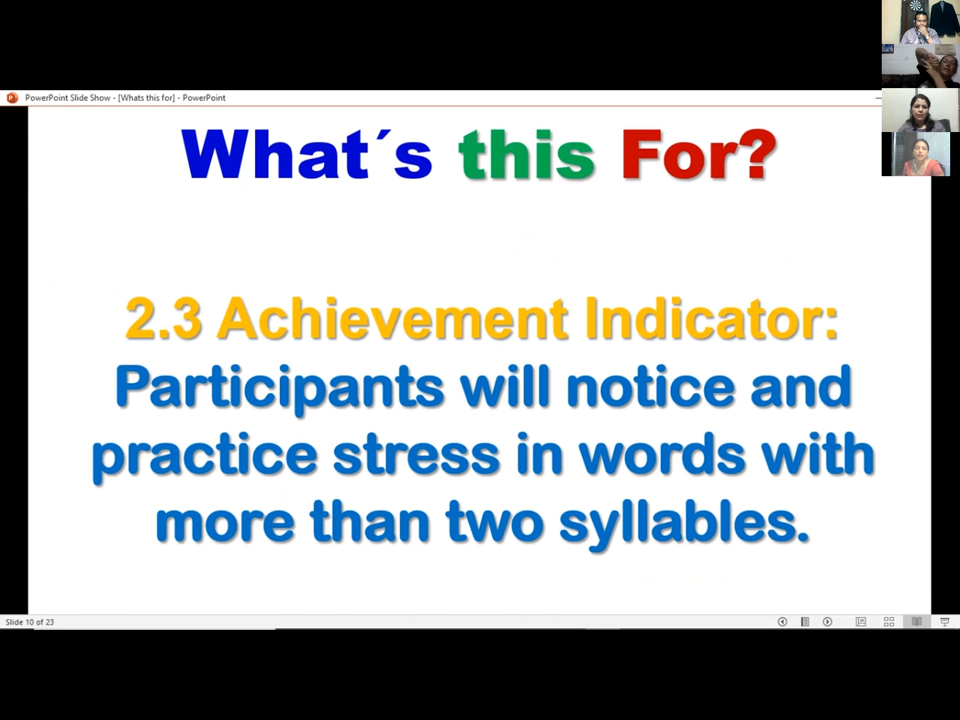 PowerPoint Slide Show - [Whats this for] - PowerPoint
What´s this For?
2.3 Achievement Indicator:
Participants will notice and
practice stress in words with
more than two syllables.
Slide 10 of 23